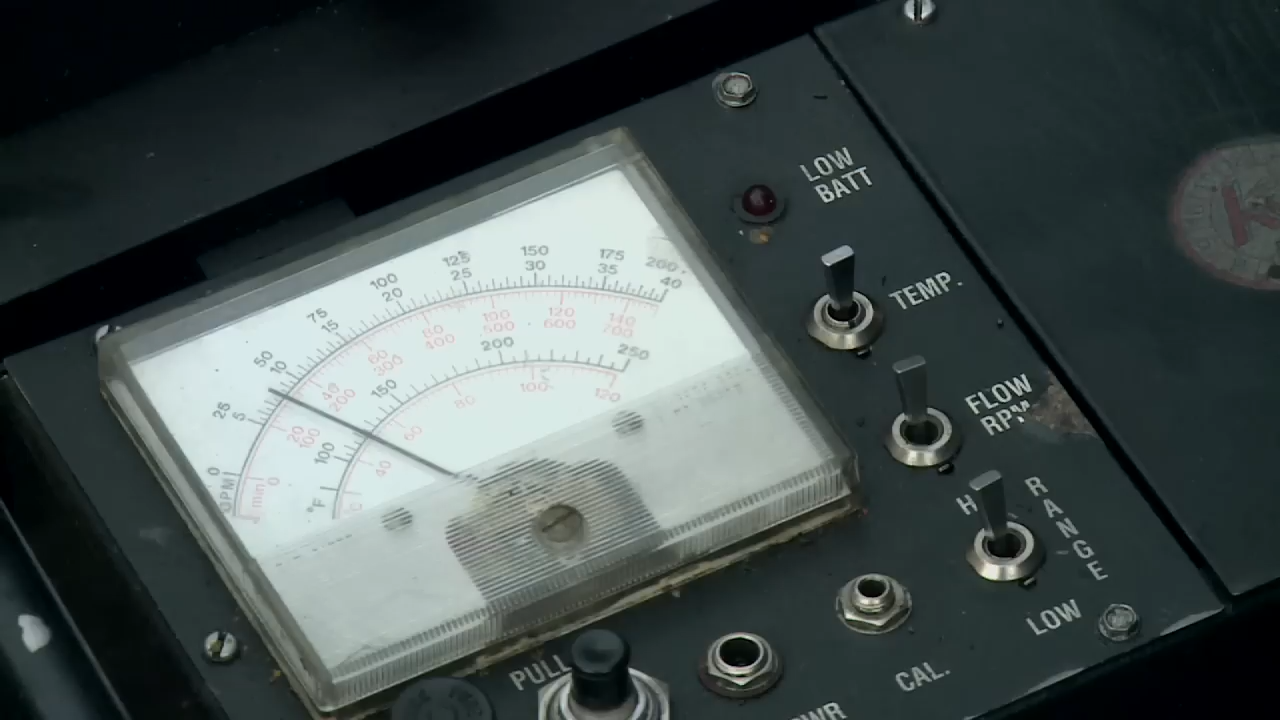 LOW
BATT
TEMP.
FLOW
RPM
RANGE
LOW
CAL.
PULL
0 25 50 75 100 125 150 175 200
5 10 15 20 25 30 35 40
GPM
0 20 40 60 80 100 120 140
100 200 300 400 500 600 700
min
100 150 200 250
°F
40 60 80 100 120